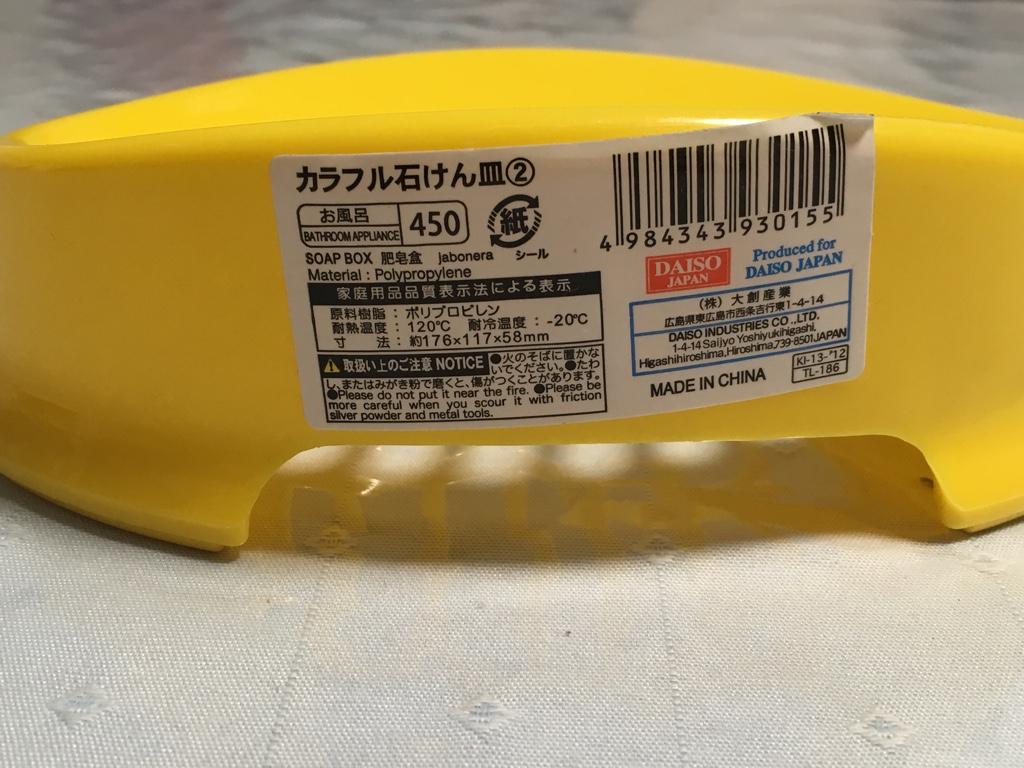 カラフル石けん皿②
お風呂
BATHROOM APPLIANCE
450
紙
シール
SOAP BOX 肥皂盒 jabonera
Material : Polypropylene
家庭用品品質表示法による表示
原料樹脂 : ポリプロピレン
耐熱温度 : 120℃ 耐冷温度 : -20℃
寸 法 : 約176×117×58mm
取扱い上のご注意 NOTICE ●火のそばに置かな
いでください。●たわ
し、またはみがき粉で磨くと、傷がつくことがあります。
●Please do not put it near the fire. ●Please be
more careful when you scour it with friction
silver powder and metal tools.
4 984343 930155
DAISO
JAPAN
Produced for
DAISO JAPAN
(株) 大創産業
広島県東広島市西条吉行東1-4-14
DAISO INDUSTRIES CO.,LTD.
1-4-14 Saijyo Yoshiyukihigashi,
Higashihiroshima,Hiroshima,739-8501JAPAN
MADE IN CHINA
KI-13-'12
TL-186